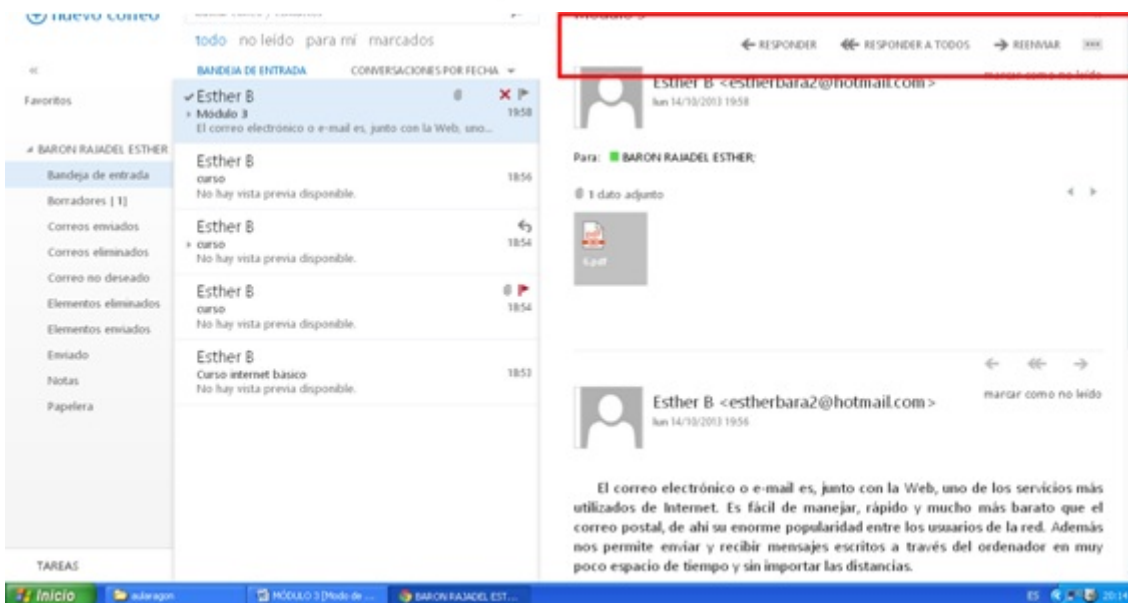 nuevo correo
todo no leído para mí marcados
BANDEJA DE ENTRADA CONVERSACIONES POR FECHA
Favoritos
BARON RAJADEL ESTHER
Bandeja de entrada
Borradores [1]
Correos enviados
Correos eliminados
Correo no deseado
Elementos eliminados
Elementos enviados
Enviado
Notas
Papelera
TAREAS
Esther B
Módulo 3 19:58
El correo electrónico o e-mail es, junto con la Web, uno...
Esther B
curso 18:56
No hay vista previa disponible.
Esther B
curso 18:54
No hay vista previa disponible.
Esther B
curso 18:54
No hay vista previa disponible.
Esther B
Curso internet básico 18:53
No hay vista previa disponible.
RESPONDER RESPONDER A TODOS REENVIAR
marcar como no leído
Esther B <estherbara2@hotmail.com>
lun 14/10/2013 19:58
Para: BARON RAJADEL ESTHER;
1 dato adjunto
6.pdf
marcar como no leído
Esther B <estherbara2@hotmail.com>
lun 14/10/2013 19:56
El correo electrónico o e-mail es, junto con la Web, uno de los servicios más
utilizados de Internet. Es fácil de manejar, rápido y mucho más barato que el
correo postal, de ahí su enorme popularidad entre los usuarios de la red. Además
nos permite enviar y recibir mensajes escritos a través del ordenador en muy
poco espacio de tiempo y sin importar las distancias.
Inicio aularagon MÓDULO 3 [Modo de ... BARON RAJADEL EST... ES 20:14